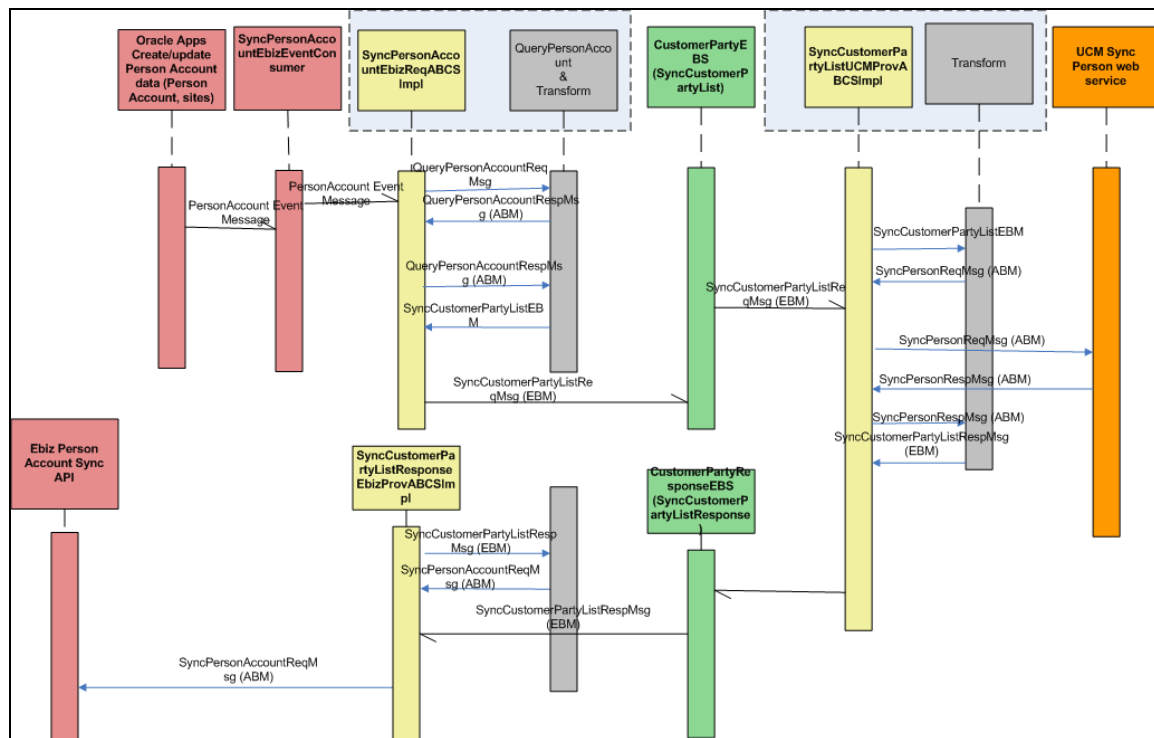 Oracle Apps
Create/update
Person Account
data (Person
Account, sites)
SyncPersonAcco
untEbizEventCon
sumer
SyncPersonAcc
ountEbizReqABCS
Impl
QueryPersonAcco
unt
&
Transform
CustomerPartyE
BS
(SyncCustomerP
artyList)
SyncCustomerPa
rtyListUCMProvA
BCSImpl
Transform
UCM Sync
Person web
service
PersonAccount Event
Message
PersonAccount Event
Message
QueryPersonAccountReq
Msg
QueryPersonAccountRespMs
g (ABM)
QueryPersonAccountRespMs
g (ABM)
SyncCustomerPartyListEB
M
SyncCustomerPartyListRe
qMsg (EBM)
SyncCustomerPartyListRe
qMsg (EBM)
SyncCustomerPartyListEBM
SyncPersonReqMsg (ABM)
SyncPersonReqMsg (ABM)
SyncPersonRespMsg (ABM)
SyncPersonRespMsg (ABM)
SyncCustomerPartyListRespMsg
(EBM)
Ebiz Person
Account Sync
API
SyncCustomerPa
rtyListResponse
EbizProvABCSIm
pl
CustomerPartyRe
sponseEBS
(SyncCustomerP
artyListResponse
)
SyncCustomerPartyListResp
Msg (EBM)
SyncPersonAccountReqM
sg (ABM)
SyncCustomerPartyListRespMsg
(EBM)
SyncPersonAccountReqM
sg (ABM)